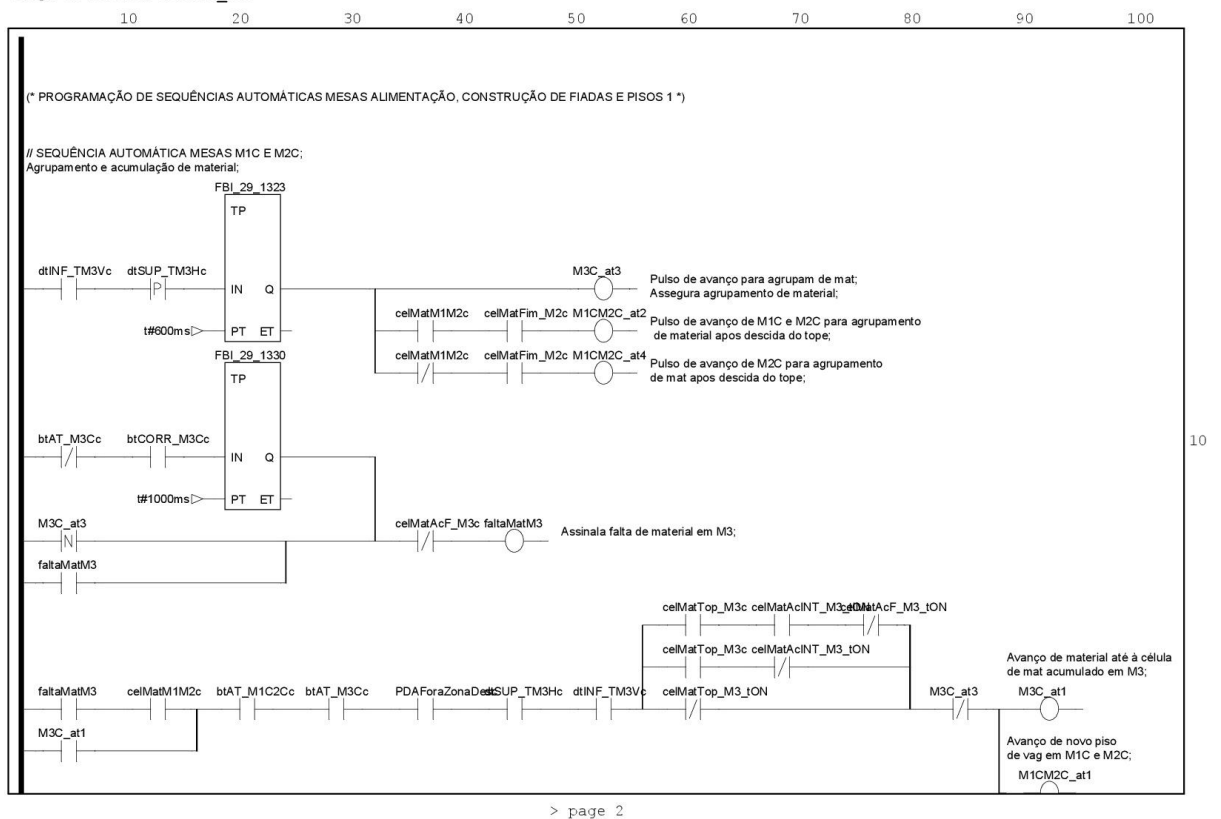 10 20 30 40 50 60 70 80 90 100
(* PROGRAMAÇÃO DE SEQUÊNCIAS AUTOMÁTICAS MESAS ALIMENTAÇÃO, CONSTRUÇÃO DE FIADAS E PISOS 1 *)
// SEQUÊNCIA AUTOMÁTICA MESAS M1C E M2C;
Agrupamento e acumulação de material;
FBI_29_1323
TP
dtINF_TM3Vc dtSUP_TM3Hc
P
IN Q
t#600ms
PT ET
M3C_at3
Pulso de avanço para agrupam de mat;
Assegura agrupamento de material;
celMatM1M2c celMatFim_M2c M1CM2C_at2
Pulso de avanço de M1C e M2C para agrupamento
de material apos descida do tope;
celMatM1M2c celMatFim_M2c M1CM2C_at4
Pulso de avanço de M2C para agrupamento
de mat apos descida do tope;
FBI_29_1330
TP
btAT_M3Cc btCORR_M3Cc
IN Q
10
t#1000ms
PT ET
M3C_at3
N
celMatAcF_M3c faltaMatM3
Assinala falta de material em M3;
faltaMatM3
celMatTop_M3c celMatAcINT_M3_tON celMatAcF_M3_tON
celMatTop_M3c celMatAcINT_M3_tON
Avanço de material até à célula
de mat acumulado em M3;
faltaMatM3 celMatM1M2c btAT_M1C2Cc btAT_M3Cc dtSUP_TM3Hc dtINF_TM3Vc celMatTop_M3_tON M3C_at3 M3C_at1
M3C_at1
Avanço de novo piso
de vag em M1C e M2C;
M1CM2C_at1
> page 2